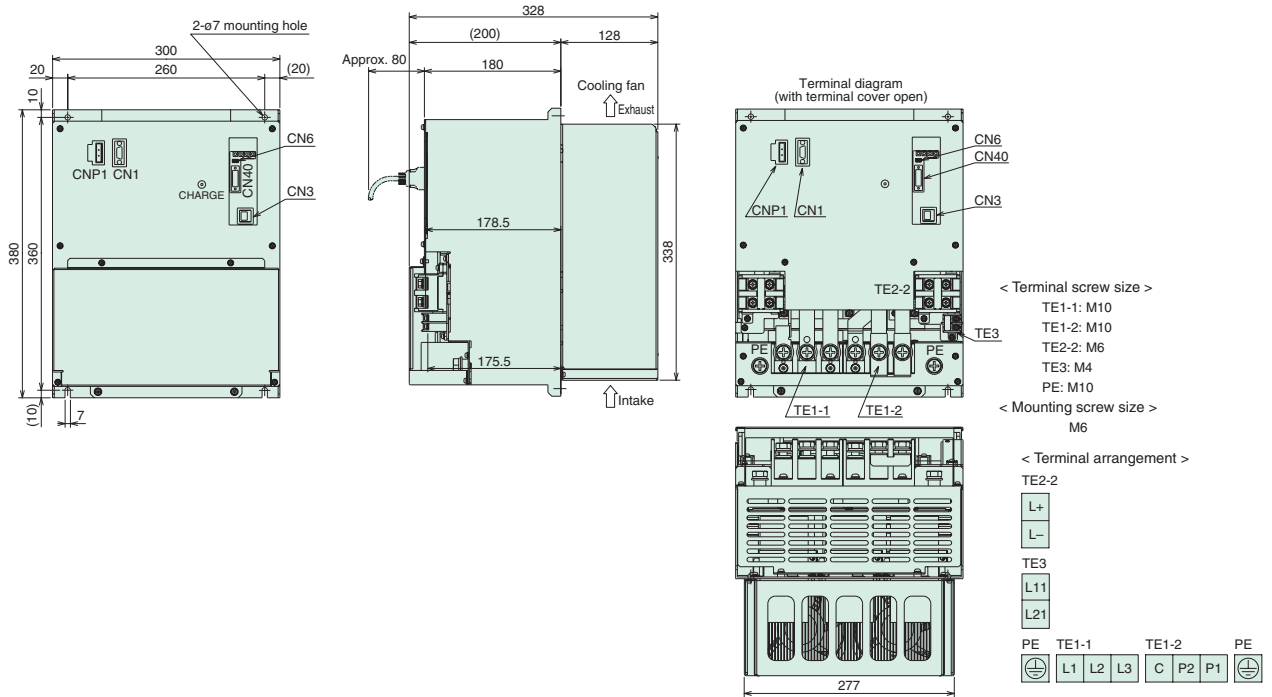 2-ø7 mounting hole
300
20
260
(20)
10
380
360
(10)
7
CNP1 CN1
CHARGE
CN40
CN6
CN3
328
(200)
128
Approx. 80
180
Cooling fan
Exhaust
178.5
338
175.5
Intake
Terminal diagram
(with terminal cover open)
CN6
CN40
CNP1
CN1
CN3
TE2-2
TE3
PE
PE
TE1-1
TE1-2
277
< Terminal screw size >
TE1-1: M10
TE1-2: M10
TE2-2: M6
TE3: M4
PE: M10
< Mounting screw size >
M6
< Terminal arrangement >
TE2-2
L+
L−
TE3
L11
L21
PE TE1-1 TE1-2 PE
L1 L2 L3 C P2 P1